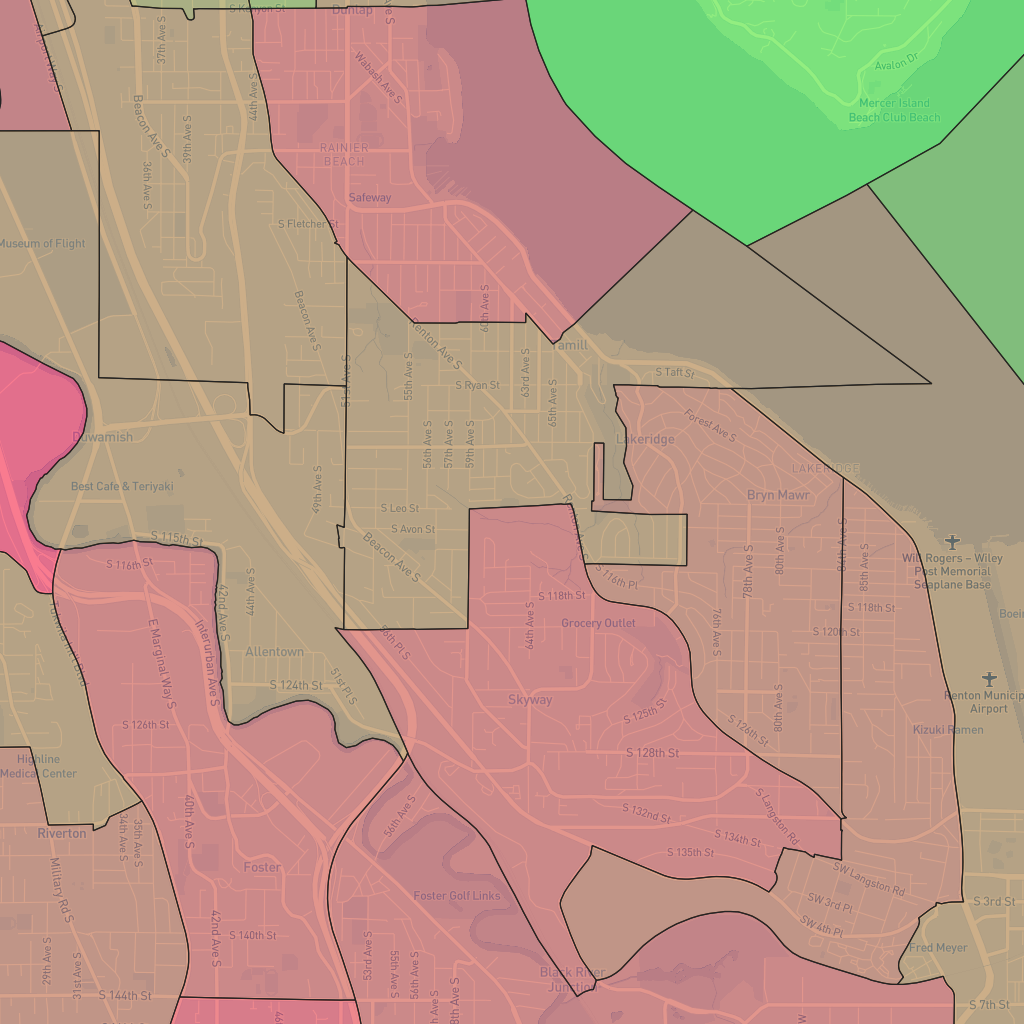 S Kenyon St
Dunlap
Airport Way S
37th Ave S
Wabash Ave S
Avalon Dr
44th Ave S
Beacon Ave S
39th Ave S
Mercer Island
Beach Club Beach
RAINIER
BEACH
36th Ave S
Safeway
S Fletcher St
Museum of Flight
Beacon Ave S
60th Ave S
Renton Ave S
Yamill
S Taft St
51st Ave S
55th Ave S
63rd Ave S
S Ryan St
65th Ave S
Forest Ave S
Duwamish
56th Ave S
57th Ave S
59th Ave S
Lakeridge
LAKERIDGE
Best Cafe & Teriyaki
49th Ave S
Bryn Mawr
S Leo St
S Avon St
Renton Ave S
84th Ave S
S 115th St
Beacon Ave S
Will Rogers – Wiley
Post Memorial
Seaplane Base
S 116th St
S 116th Pl
78th Ave S
80th Ave S
85th Ave S
42nd Ave S
44th Ave S
S 118th St
S 118th St
64th Ave S
Grocery Outlet
S 120th St
76th Ave S
E Marginal Way S
Interurban Ave S
56th Pl S
Allentown
S 124th St
51st Pl S
Skyway
Renton Municip
Airport
S 125th St
S 126th St
80th Ave S
S 126th St
Kizuki Ramen
S 128th St
Highline
Medical Center
S Langston Rd
56th Ave S
S 132nd St
S 134th St
Riverton
34th Ave S
35th Ave S
40th Ave S
S 135th St
Foster
SW Langston Rd
Military Rd S
Foster Golf Links
SW 3rd Pl
S 3rd St
42nd Ave S
SW 4th Pl
S 140th St
Fred Meyer
29th Ave S
31st Ave S
53rd Ave S
55th Ave S
56th Ave S
Black River
Junction
S 144th St
S 7th St